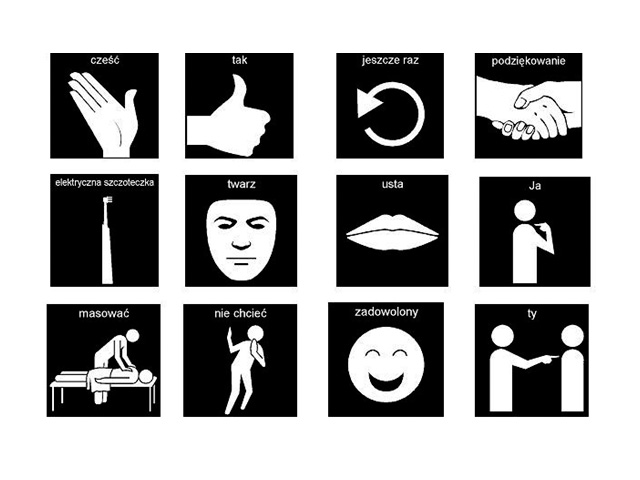 cześć
tak
jeszcze raz
podziękowanie
elektryczna szczoteczka
twarz
usta
Ja
masować
nie chcieć
zadowolony
ty